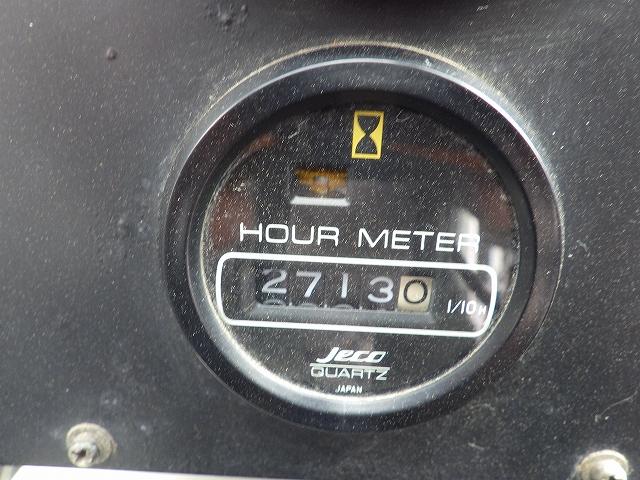 HOUR METER
27130
1/10H
Jeco
QUARTZ
JAPAN